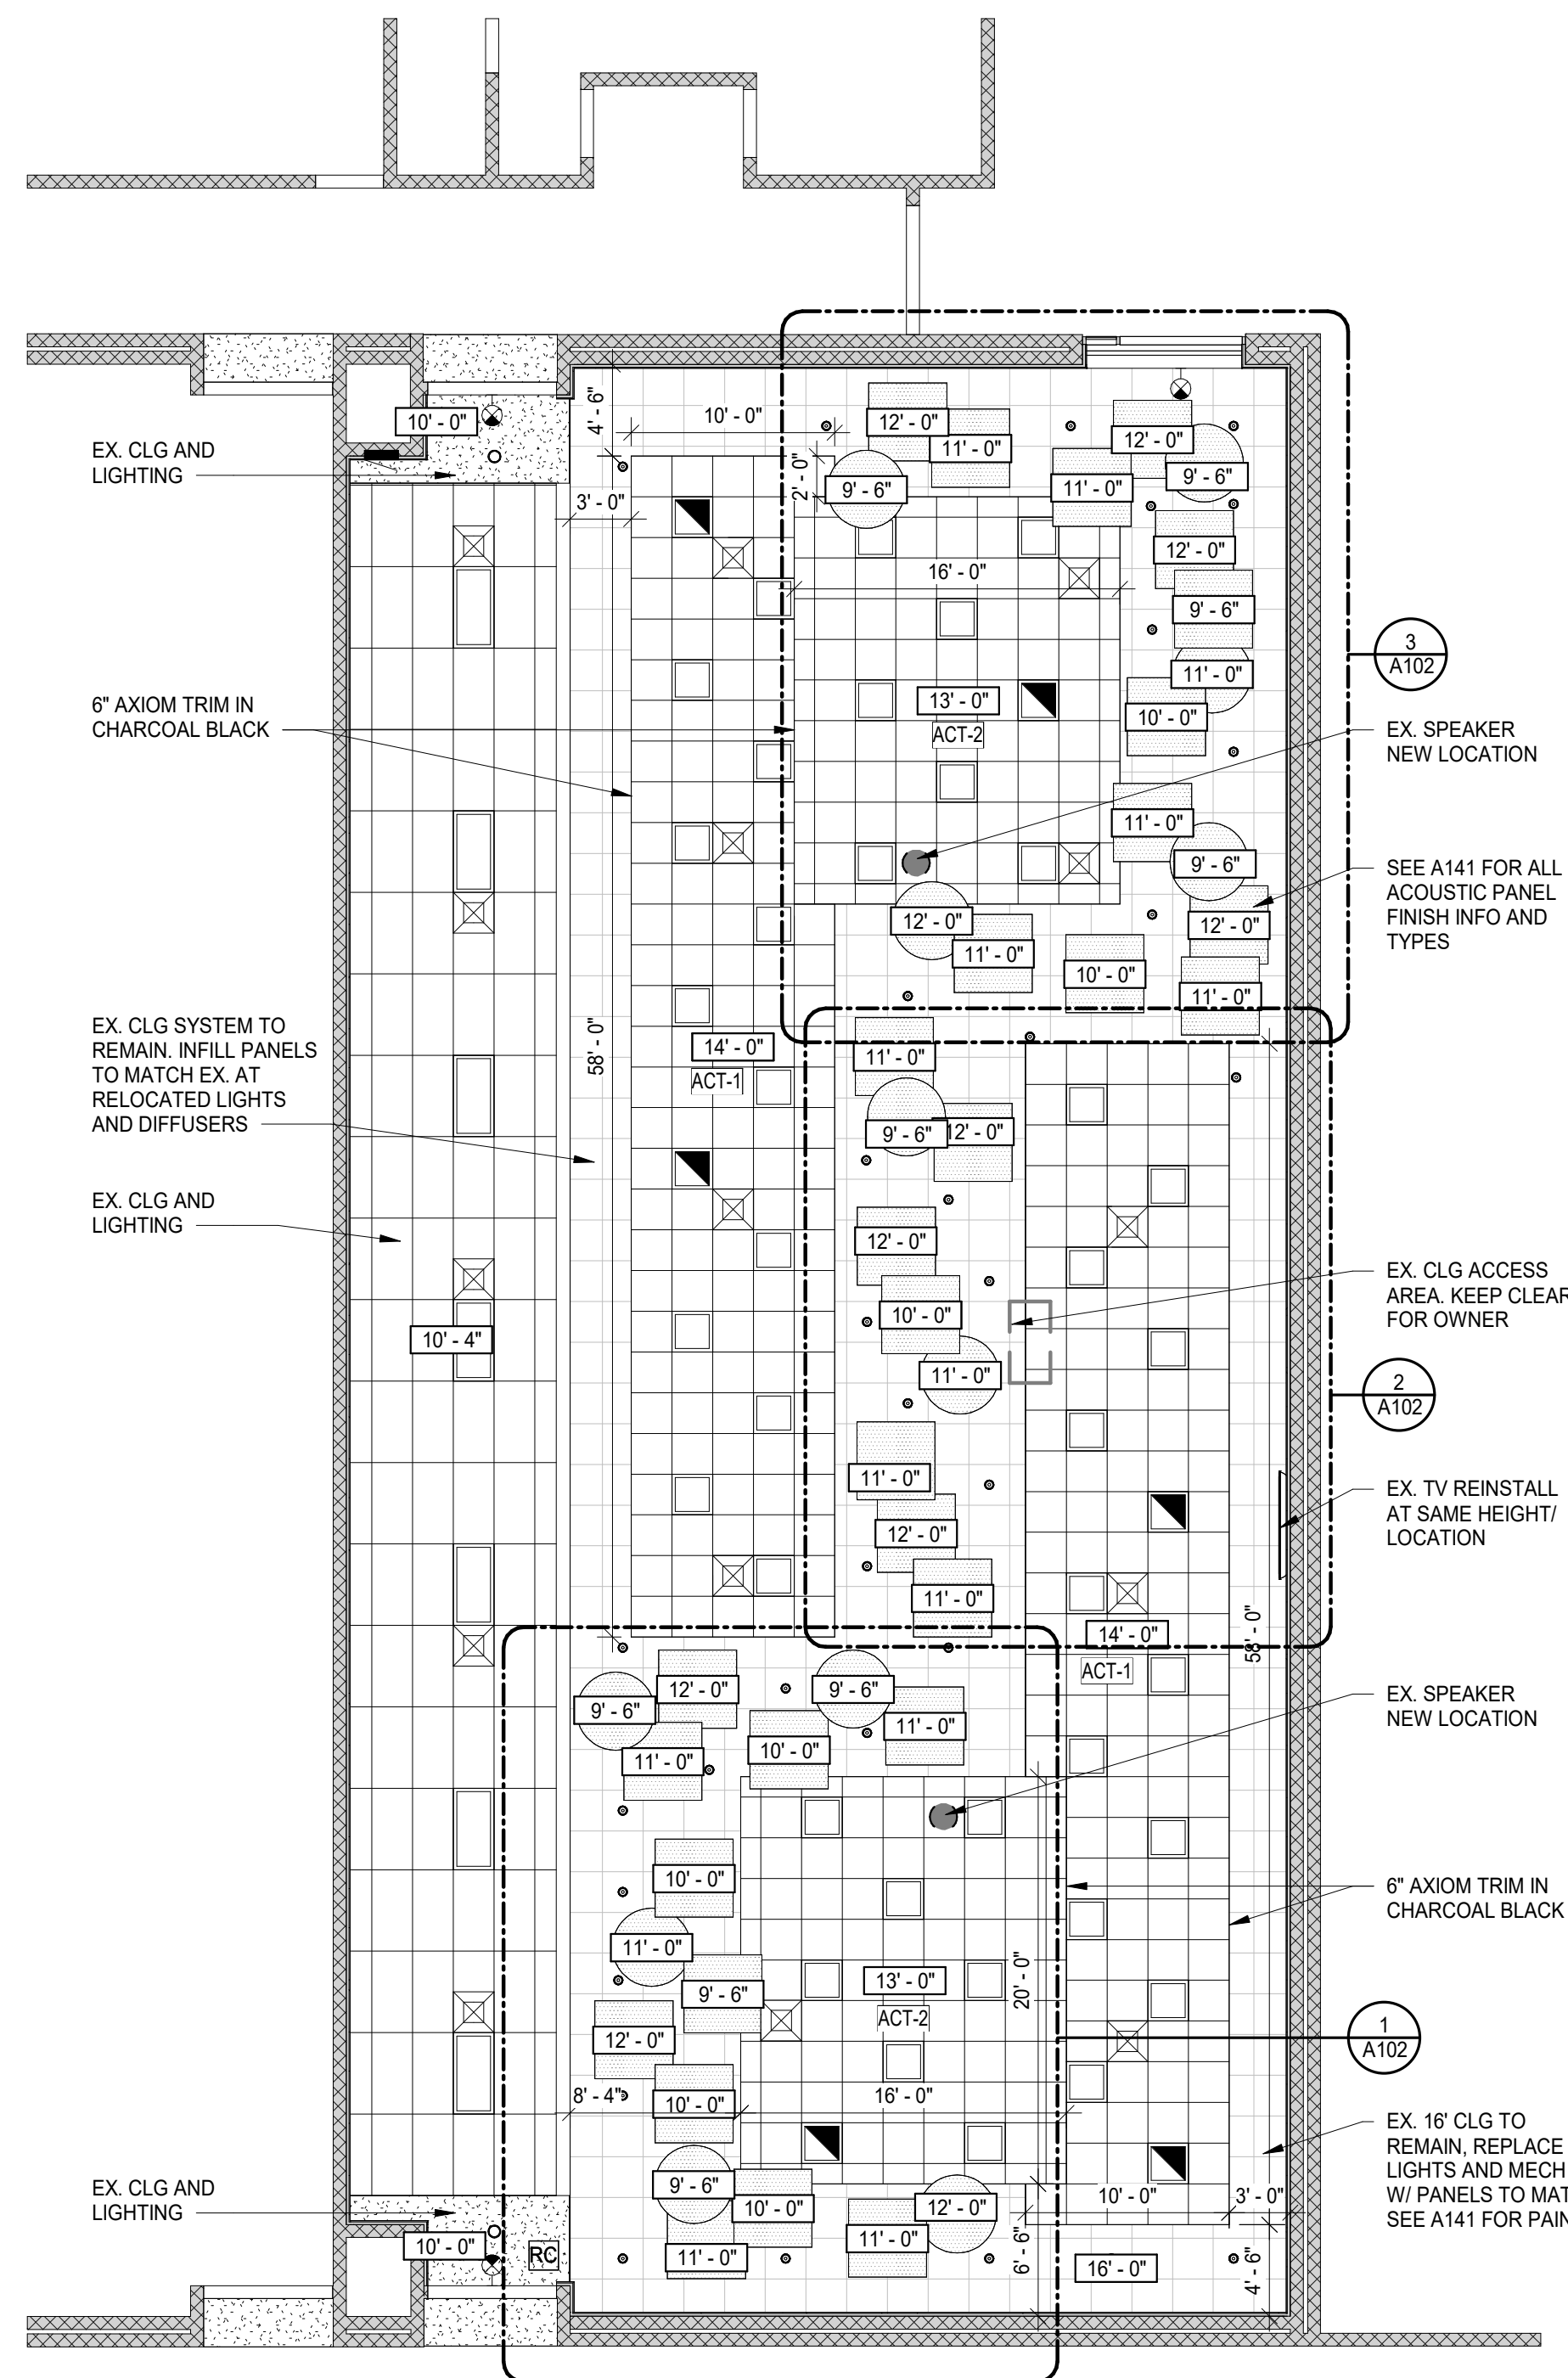 10' - 0"
EX. CLG AND
LIGHTING
4' - 6"
10' - 0"
3' - 0"
2' - 0"
12' - 0"
11' - 0"
9' - 6"
12' - 0"
9' - 6"
11' - 0"
12' - 0"
16' - 0"
9' - 6"
3
A102
11' - 0"
6" AXIOM TRIM IN
CHARCOAL BLACK
13' - 0"
ACT-2
10' - 0"
EX. SPEAKER
NEW LOCATION
11' - 0"
9' - 6"
SEE A141 FOR ALL
ACOUSTIC PANEL
FINISH INFO AND
TYPES
12' - 0"
12' - 0"
11' - 0"
10' - 0"
11' - 0"
EX. CLG SYSTEM TO
REMAIN. INFILL PANELS
TO MATCH EX. AT
RELOCATED LIGHTS
AND DIFFUSERS
58' - 0"
14' - 0"
ACT-1
11' - 0"
9' - 6"
12' - 0"
EX. CLG AND
LIGHTING
12' - 0"
10' - 0"
EX. CLG ACCESS
AREA. KEEP CLEAR
FOR OWNER
10' - 4"
11' - 0"
2
A102
11' - 0"
12' - 0"
11' - 0"
EX. TV REINSTALL
AT SAME HEIGHT/
LOCATION
14' - 0"
ACT-1
58' - 0"
12' - 0"
9' - 6"
9' - 6"
11' - 0"
11' - 0"
10' - 0"
EX. SPEAKER
NEW LOCATION
10' - 0"
6" AXIOM TRIM IN
CHARCOAL BLACK
11' - 0"
9' - 6"
13' - 0"
ACT-2
20' - 0"
12' - 0"
1
A102
8' - 4"
10' - 0"
16' - 0"
EX. 16' CLG TO
REMAIN, REPLACE
LIGHTS AND MECH
W/ PANELS TO
SEE A141 FOR
EX. CLG AND
LIGHTING
9' - 6"
10' - 0"
12' - 0"
10' - 0"
3' - 0"
10' - 0"
RC
11' - 0"
11' - 0"
6' - 6"
16' - 0"
4' - 6"